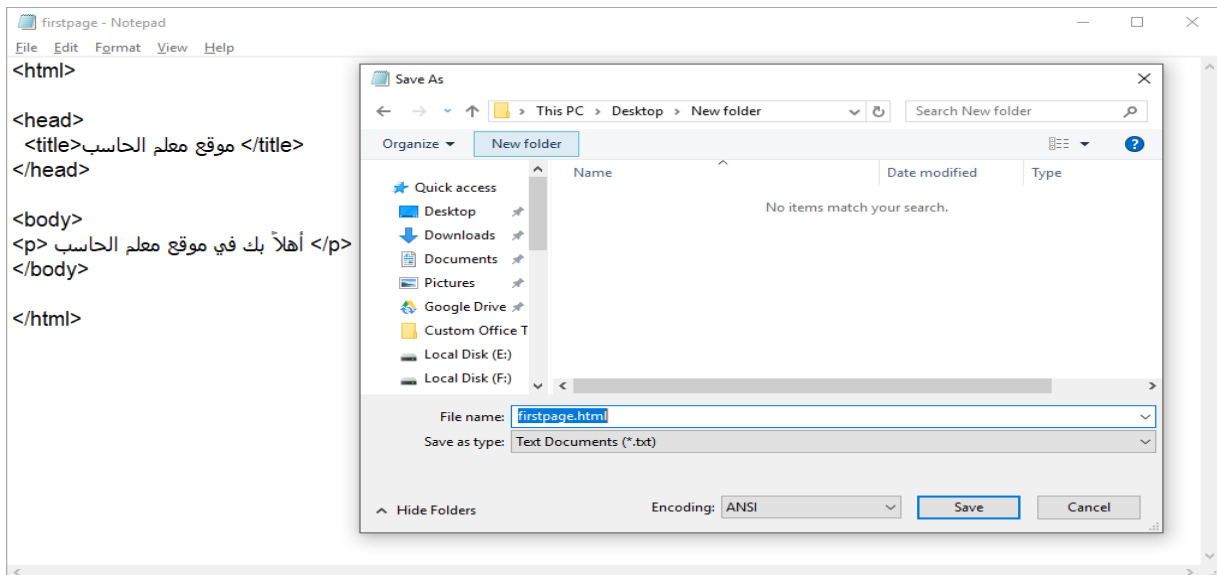 firstpage - Notepad
File Edit Format View Help
<html>
<head>
<title>موقع معلم الحاسب </title>
</head>
<body>
<p> أهلاً بك في موقع معلم الحاسب </p>
</body>
</html>
Save As
This PC > Desktop > New folder
Search New folder
Organize
New folder
Name
Date modified
Type
No items match your search.
Quick access
Desktop
Downloads
Documents
Pictures
Google Drive
Custom Office T
Local Disk (E:)
Local Disk (F:)
File name: firstpage.html
Save as type: Text Documents (*.txt)
Hide Folders
Encoding: ANSI
Save
Cancel